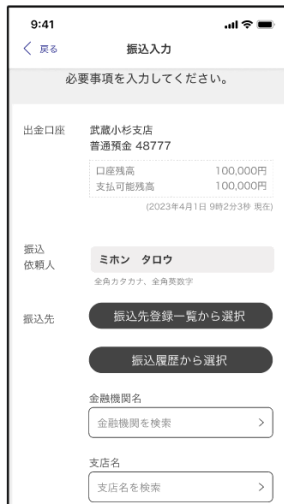 9:41
戻る 振込入力
必要事項を入力してください。
出金口座 武蔵小杉支店
普通預金 48777
口座残高 100,000円
支払可能残高 100,000円
(2023年4月1日 9時2分3秒 現在)
振込
依頼人
ミホン タロウ
全角カタカナ、全角英数字
振込先 振込先登録一覧から選択
振込履歴から選択
金融機関名
金融機関を検索
支店名
支店名を検索